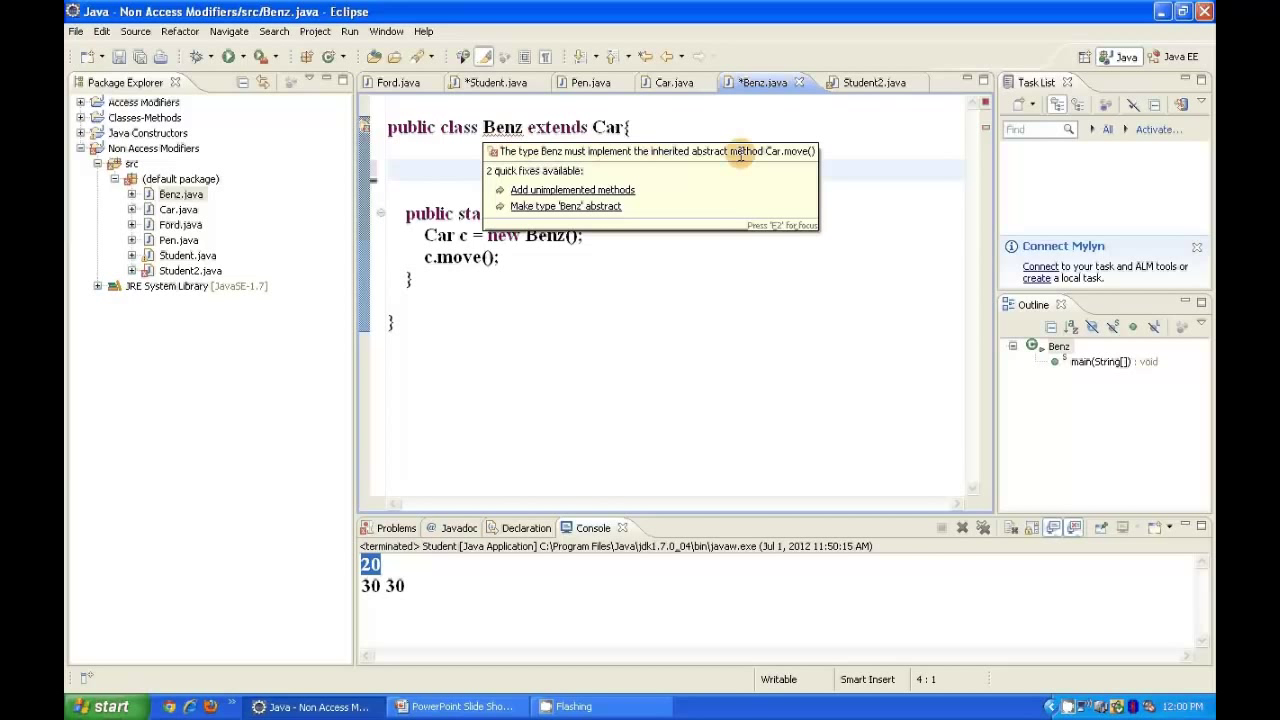 Java - Non Access Modifiers/src/Benz.java - Eclipse
File Edit Source Refactor Navigate Search Project Run Window Help
Java Java EE
Package Explorer
Ford.java *Student.java Pen.java Car.java *Benz.java Student2.java
Task List
Access Modifiers
Classes-Methods
Java Constructors
Non Access Modifiers
src
(default package)
Benz.java
Car.java
Ford.java
Pen.java
Student.java
Student2.java
JRE System Library [JavaSE-1.7]
public class Benz extends Car{
The type Benz must implement the inherited abstract method Car.move()
2 quick fixes available:
Add unimplemented methods
Make type 'Benz' abstract
Press 'F2' for focus
public sta
Car c = new Benz();
c.move();
}
}
Find All Activate...
Connect Mylyn
Connect to your task and ALM tools or
create a local task.
Outline
Benz
main(String[]) : void
Problems Javadoc Declaration Console
<terminated> Student [Java Application] C:\Program Files\Java\jdk1.7.0_04\bin\javaw.exe (Jul 1, 2012 11:50:15 AM)
20
30 30
Writable Smart Insert 4 : 1
start Java - Non Access M... PowerPoint Slide Sho... Flashing 12:00 PM